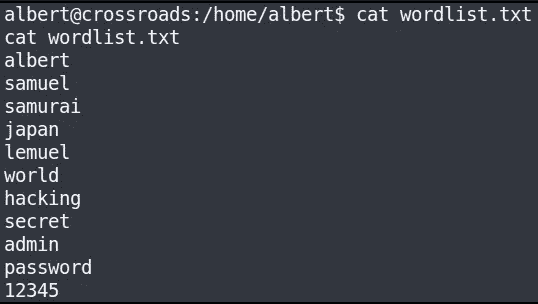 albert@crossroads:/home/albert$ cat wordlist.txt
cat wordlist.txt
albert
samuel
samurai
japan
lemuel
world
hacking
secret
admin
password
12345